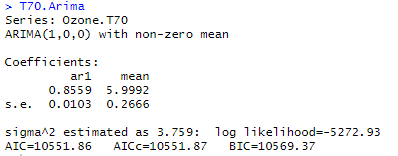 > T70.Arima
Series: Ozone.T70
ARIMA(1,0,0) with non-zero mean
Coefficients:
ar1 mean
0.8559 5.9992
s.e. 0.0103 0.2666
sigma^2 estimated as 3.759: log likelihood=-5272.93
AIC=10551.86 AICc=10551.87 BIC=10569.37